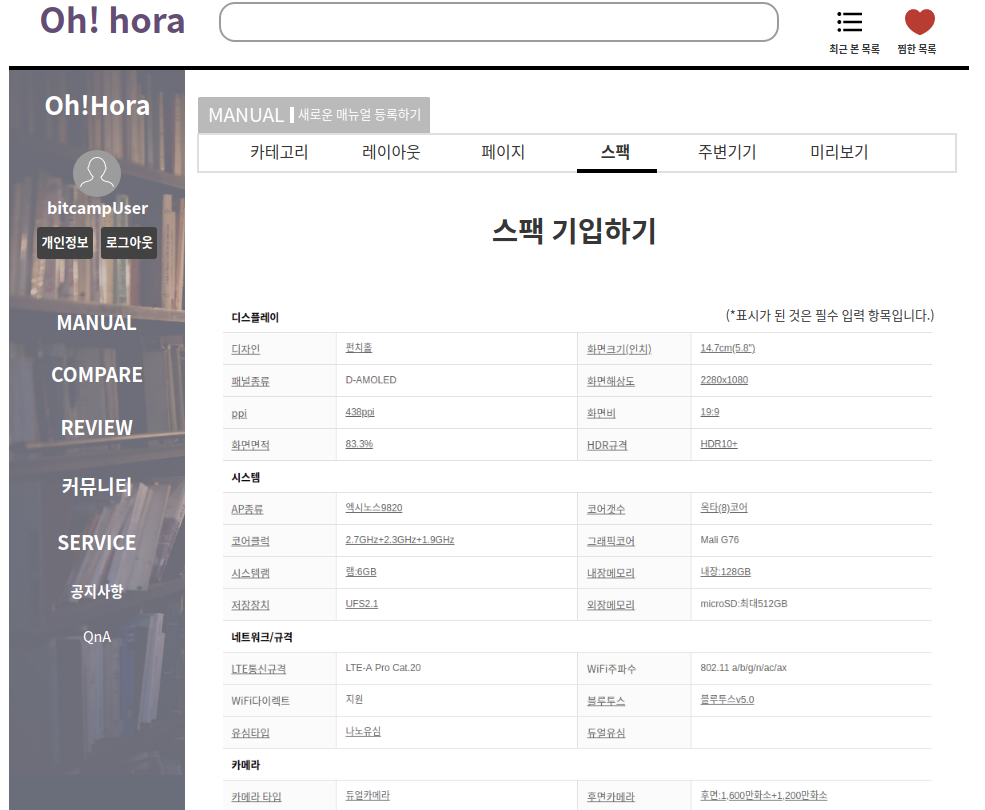 Oh! hora
최근 본 목록
찜한 목록
Oh!Hora
bitcampUser
개인정보
로그아웃
MANUAL
COMPARE
REVIEW
커뮤니티
SERVICE
공지사항
QnA
MANUAL 새로운 매뉴얼 등록하기
카테고리 레이아웃 페이지 스팩 주변기기 미리보기
스팩 기입하기
(*표시가 된 것은 필수 입력 항목입니다.)
디스플레이
디자인 펀치홀 화면크기(인치) 14.7cm(5.8")
패널종류 D-AMOLED 화면해상도 2280x1080
ppi 438ppi 화면비 19:9
화면면적 83.3% HDR규격 HDR10+
시스템
AP종류 엑시노스9820 코어갯수 옥타(8)코어
코어클럭 2.7GHz+2.3GHz+1.9GHz 그래픽코어 Mali G76
시스템램 램:6GB 내장메모리 내장:128GB
저장장치 UFS2.1 외장메모리 microSD:최대512GB
네트워크/규격
LTE통신규격 LTE-A Pro Cat.20 WiFi주파수 802.11 a/b/g/n/ac/ax
WiFi다이렉트 지원 블루투스 블루투스v5.0
유심타입 나노유심 듀얼유심
카메라
카메라 타입 듀얼카메라 후면카메라 후면:1,600만화소+1,200만화소